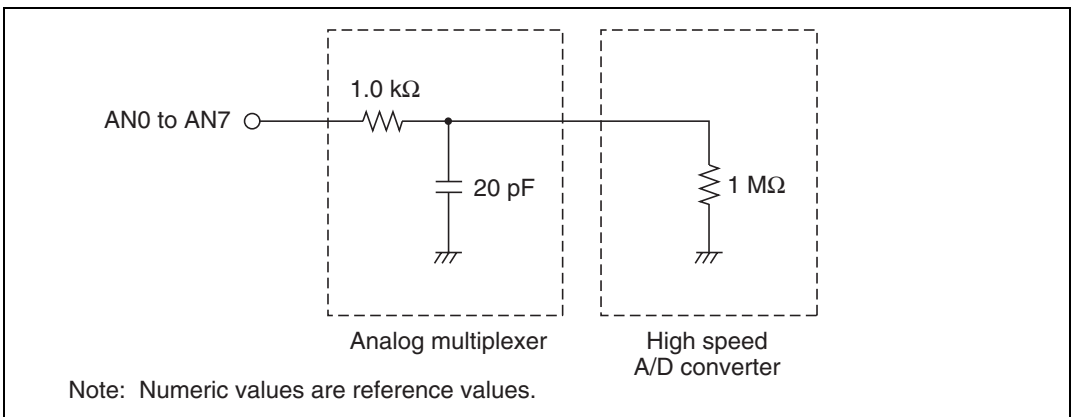 1.0 kΩ
AN0 to AN7
20 pF
1 MΩ
Analog multiplexer
High speed
A/D converter
Note: Numeric values are reference values.